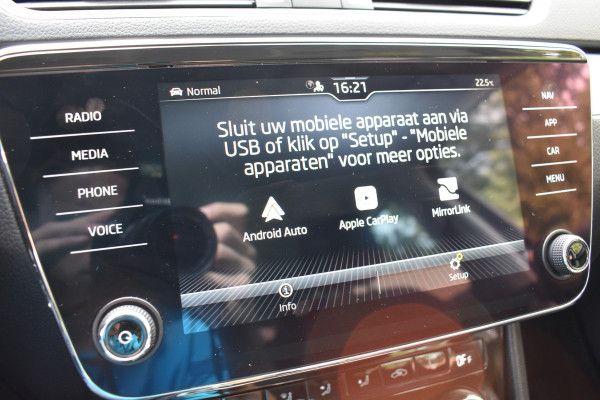 Normal
16:21
22.5°C
RADIO
MEDIA
PHONE
VOICE
Sluit uw mobiele apparaat aan via
USB of klik op "Setup" - "Mobiele
apparaten" voor meer opties.
Android Auto
Apple CarPlay
MirrorLink
Info
Setup
NAV
APP
CAR
MENU
OFF